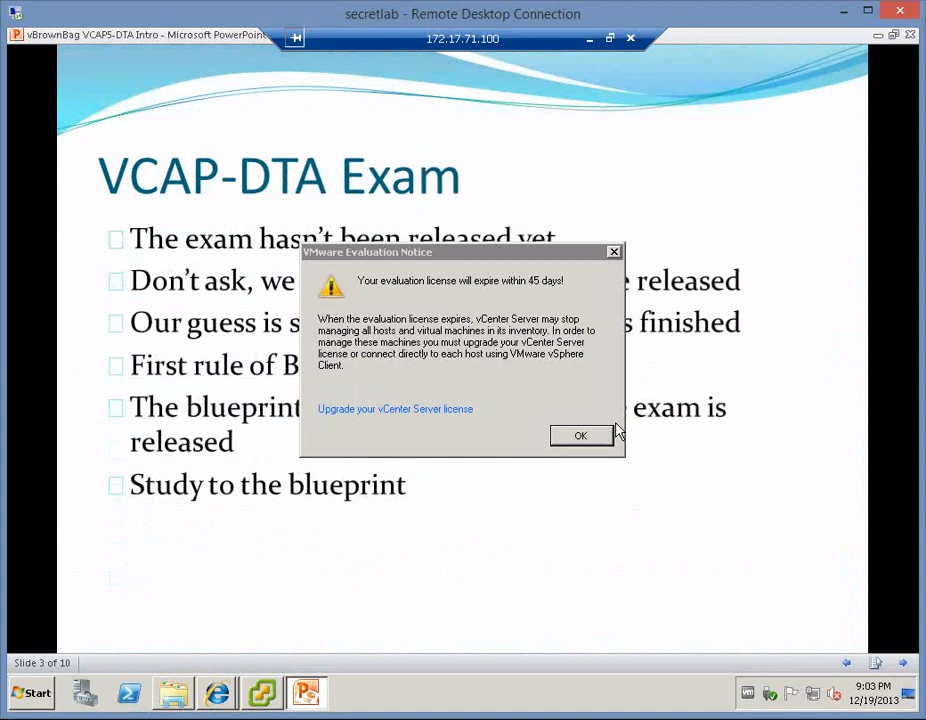 secretlab - Remote Desktop Connection
vBrownBag VCAP5-DTA Intro - Microsoft PowerPoint
172.17.71.100
VCAP-DTA Exam
The exam hasn't been released yet
Don't ask, we
e released
Our guess is s
s finished
First rule of B
The blueprint
exam is
released
Study to the blueprint
VMware Evaluation Notice
Your evaluation license will expire within 45 days!
When the evaluation license expires, vCenter Server may stop
managing all hosts and virtual machines in its inventory. In order to
manage these machines you must upgrade your vCenter Server
license or connect directly to each host using VMware vSphere
Client.
Upgrade your vCenter Server license
OK
Slide 3 of 10
Start
9:03 PM
12/19/2013